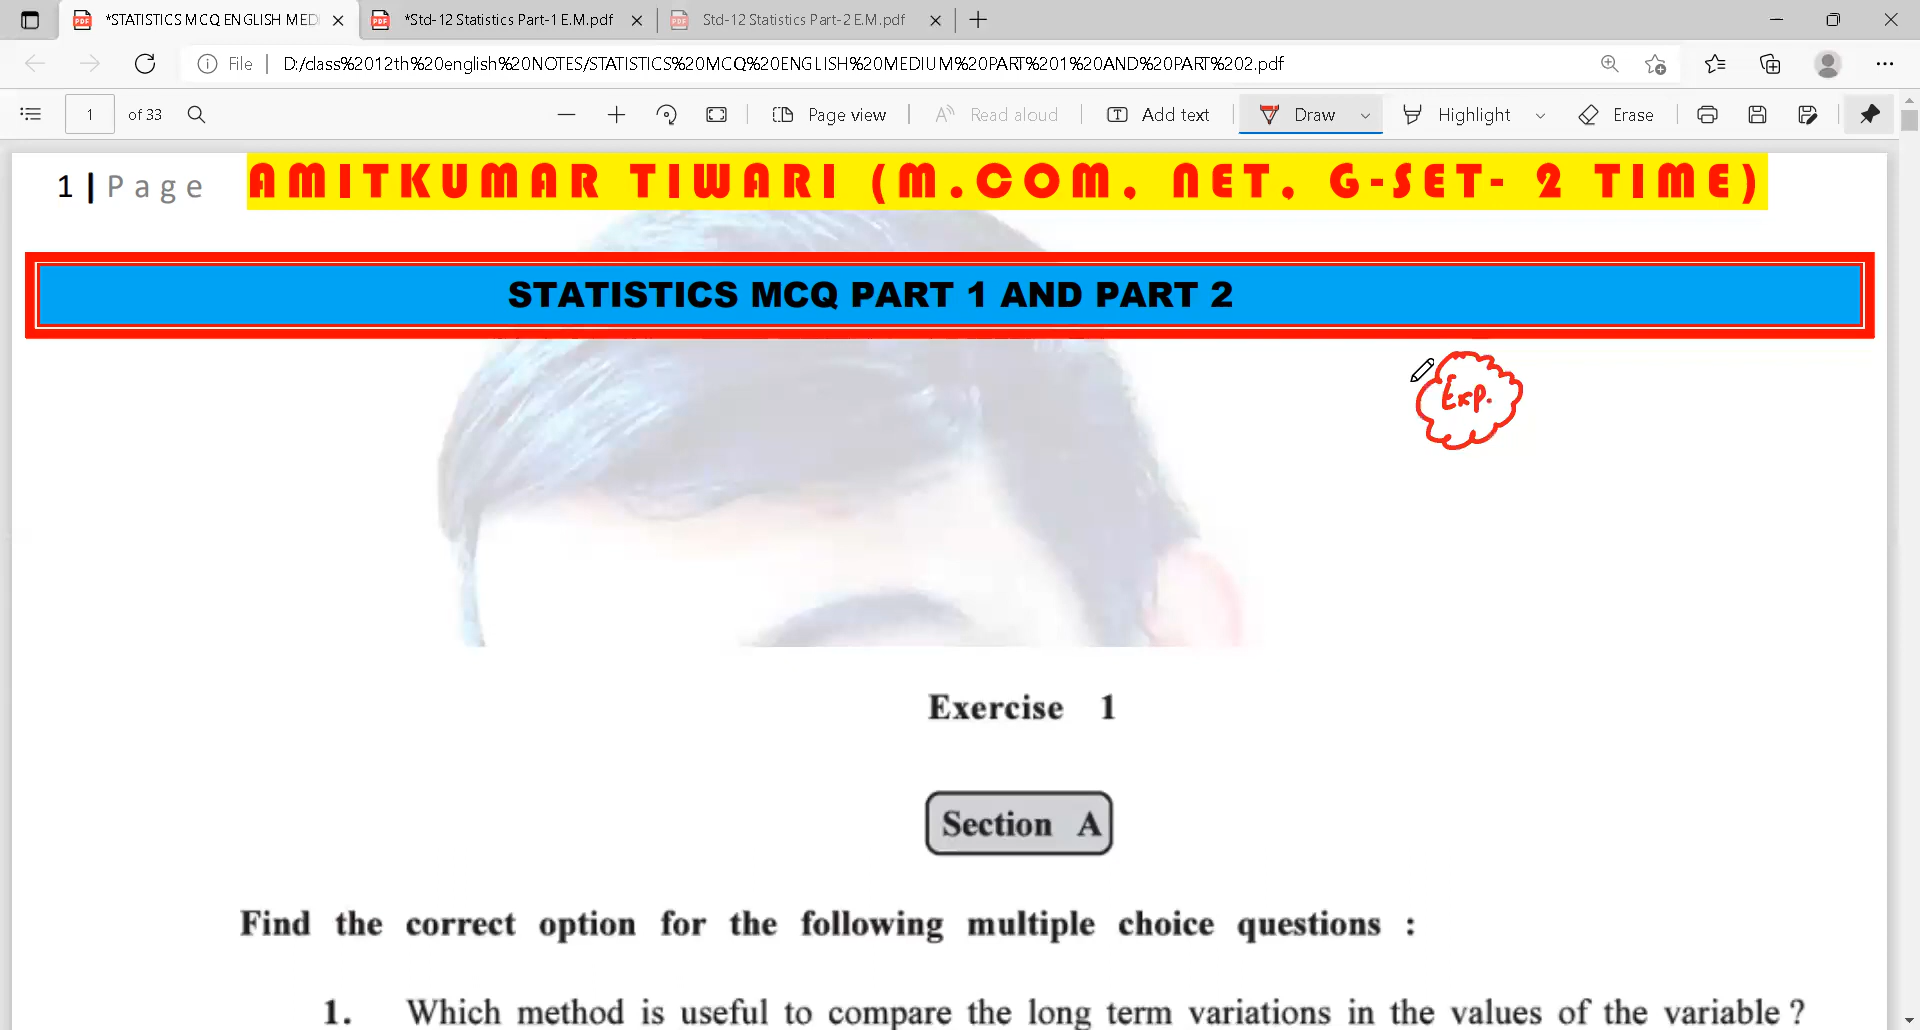 *STATISTICS MCQ ENGLISH MED
*Std-12 Statistics Part-1 E.M.pdf
Std-12 Statistics Part-2 E.M.pdf
File
D:/class%2012th%20english%20NOTES/STATISTICS%20MCQ%20ENGLISH%20MEDIUM%20PART%201%20AND%20PART%202.pdf
1 of 33
Page view
Read aloud
Add text
Draw
Highlight
Erase
1 | Page AMITKUMAR TIWARI (M.COM, NET, G-SET- 2 TIME)
STATISTICS MCQ PART 1 AND PART 2
Exp.
Exercise 1
Section A
Find the correct option for the following multiple choice questions :
1. Which method is useful to compare the long term variations in the values of the variable ?